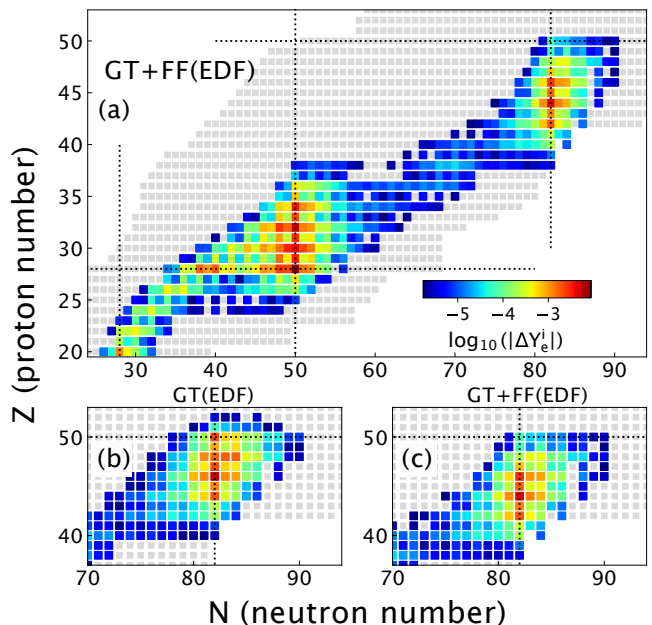 50
45
40
35
30
25
20
GT+FF(EDF)
(a)
−5 −4 −3
log₁₀(|ΔYₑⁱ|)
30 40 50 60 70 80 90
Z (proton number)
GT(EDF)
GT+FF(EDF)
50
40
(b)
70 80 90
50
40
(c)
70 80 90
N (neutron number)